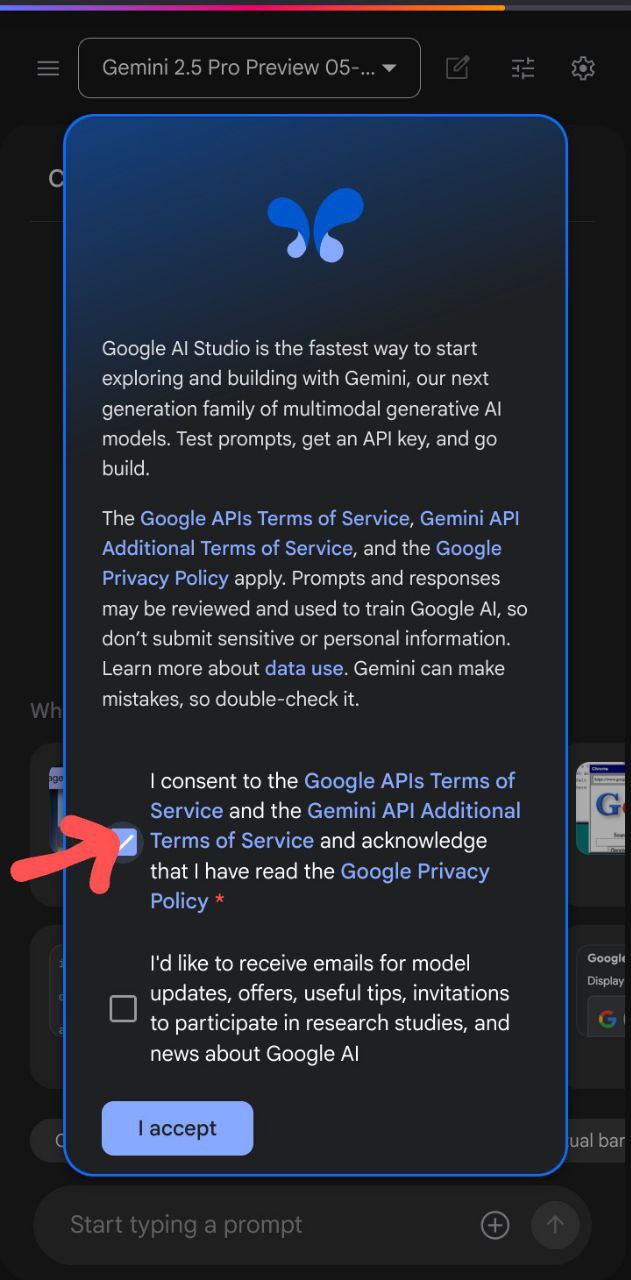 Gemini 2.5 Pro Preview 05-...
C
Google AI Studio is the fastest way to start
exploring and building with Gemini, our next
generation family of multimodal generative AI
models. Test prompts, get an API key, and go
build.
The Google APIs Terms of Service, Gemini API
Additional Terms of Service, and the Google
Privacy Policy apply. Prompts and responses
may be reviewed and used to train Google AI, so
don’t submit sensitive or personal information.
Learn more about data use. Gemini can make
mistakes, so double-check it.
Wh
I consent to the Google APIs Terms of
Service and the Gemini API Additional
Terms of Service and acknowledge
that I have read the Google Privacy
Policy *
I'd like to receive emails for model
updates, offers, useful tips, invitations
to participate in research studies, and
news about Google AI
Google
Display
G
I accept
tual bar
Start typing a prompt